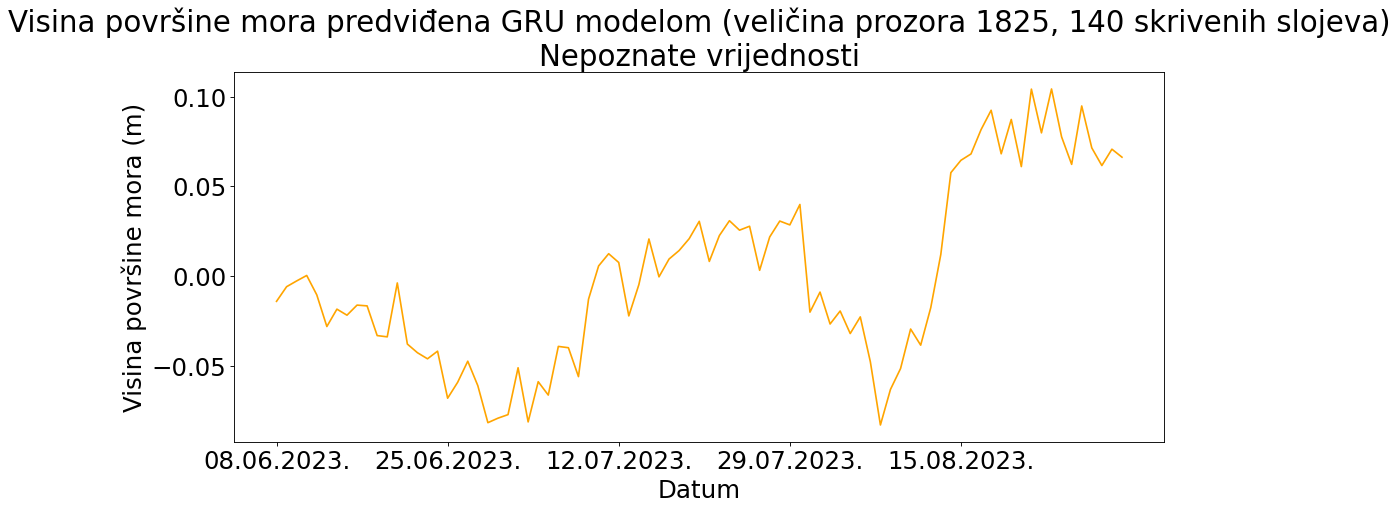 Visina površine mora predviđena GRU modelom (veličina prozora 1825, 140 skrivenih slojeva)
Nepoznate vrijednosti
Visina površine mora (m)
0.10
0.05
0.00
−0.05
08.06.2023.
25.06.2023.
12.07.2023.
29.07.2023.
15.08.2023.
Datum